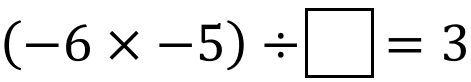 (−6 × −5) ÷ □ = 3